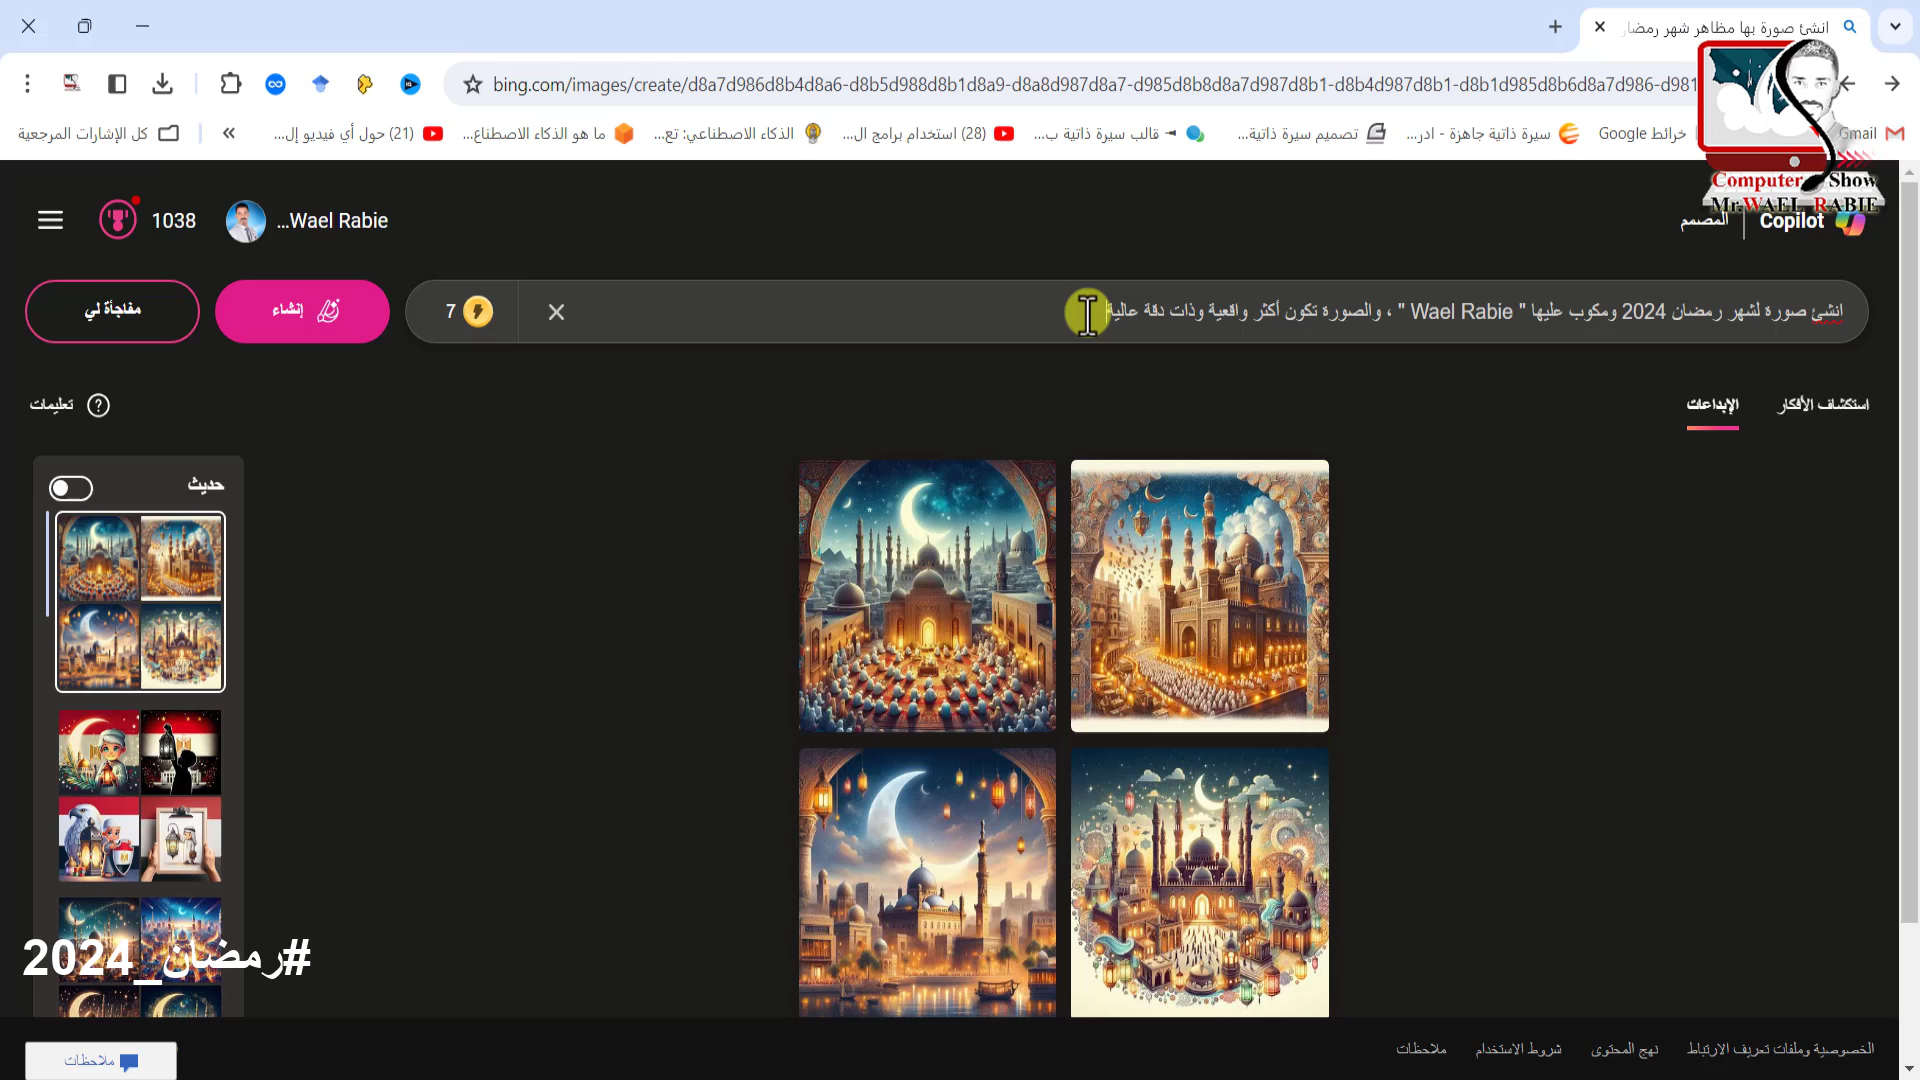 انشئ صورة بها مظاهر شهر رمضا
bing.com/images/create/d8a7d986d8b4d8a6-d8b5d988d8b1d8a9-d8a8d987d8a7-d985d8b8d8a7d987d8b1-d8b4d987d8b1-d8b1d985d8b6d8a7d986-d981
Gmail
خرائط Google
سيرة ذاتية جاهزة - ادر...
تصميم سيرة ذاتية...
قالب سيرة ذاتية ب...
(28) استخدام برامج ال...
الذكاء الاصطناعي: تع...
ما هو الذكاء الاصطناع...
(21) حول أي فيديو إل...
كل الإشارات المرجعية
Computer Show
Mr.WAEL RABIE
Copilot
المصمم
Wael Rabie...
1038
انشئ صورة لشهر رمضان 2024 ومكوب عليها " Wael Rabie " ، والصورة تكون أكثر واقعية وذات دقة عالية
7
إنشاء
مفاجأة لي
استكشاف الأفكار
الإبداعات
تعليمات
حديث
#رمضان_2024
الخصوصية وملفات تعريف الارتباط
نهج المحتوى
شروط الاستخدام
ملاحظات
ملاحظات